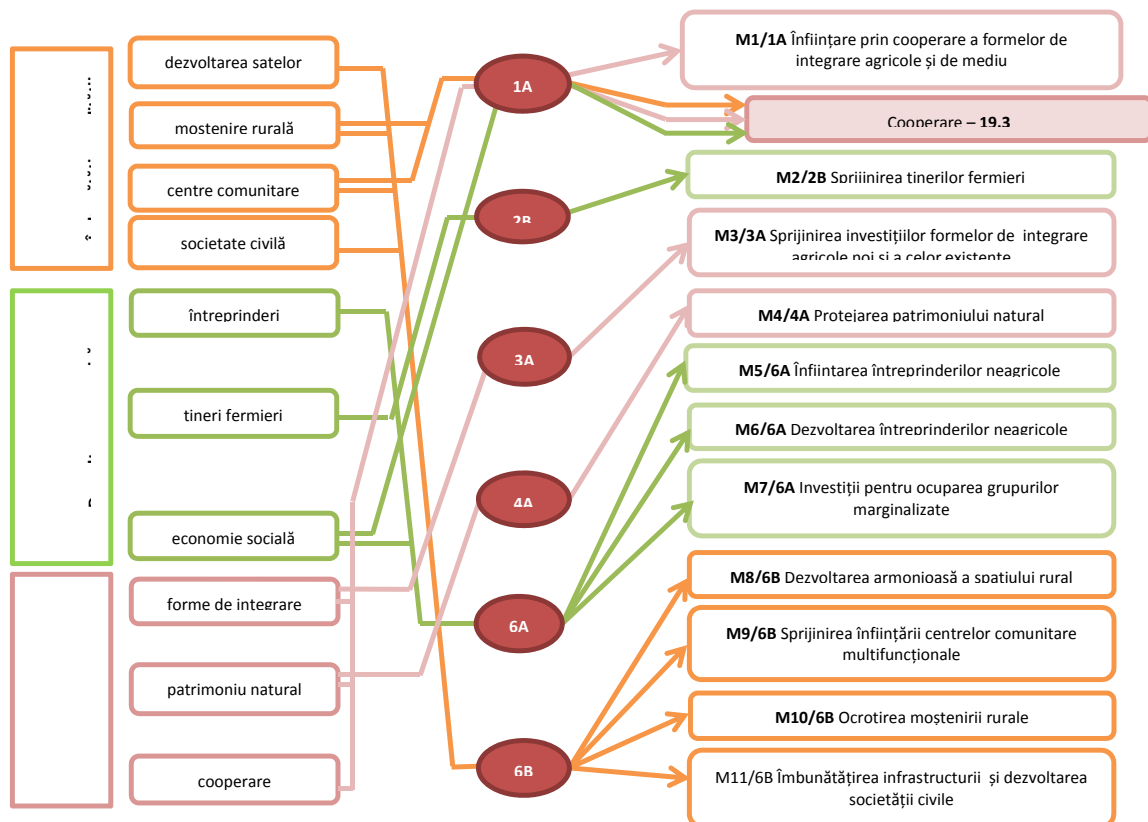 dezvoltarea satelor
mostenire rurală
centre comunitare
societate civilă
întreprinderi
tineri fermieri
economie socială
forme de integrare
patrimoniu natural
cooperare
1A
2B
3A
4A
6A
6B
M1/1A Înființare prin cooperare a formelor de
integrare agricole și de mediu
Cooperare – 19.3
M2/2B Sprijinirea tinerilor fermieri
M3/3A Sprijinirea investițiilor formelor de integrare
agricole noi și a celor existente
M4/4A Protejarea patrimoniului natural
M5/6A Înființarea întreprinderilor neagricole
M6/6A Dezvoltarea întreprinderilor neagricole
M7/6A Investiții pentru ocuparea grupurilor
marginalizate
M8/6B Dezvoltarea armonioasă a spațiului rural
M9/6B Sprijinirea înființării centrelor comunitare
multifuncționale
M10/6B Ocrotirea moștenirii rurale
M11/6B Îmbunătățirea infrastructurii și dezvoltarea
societății civile